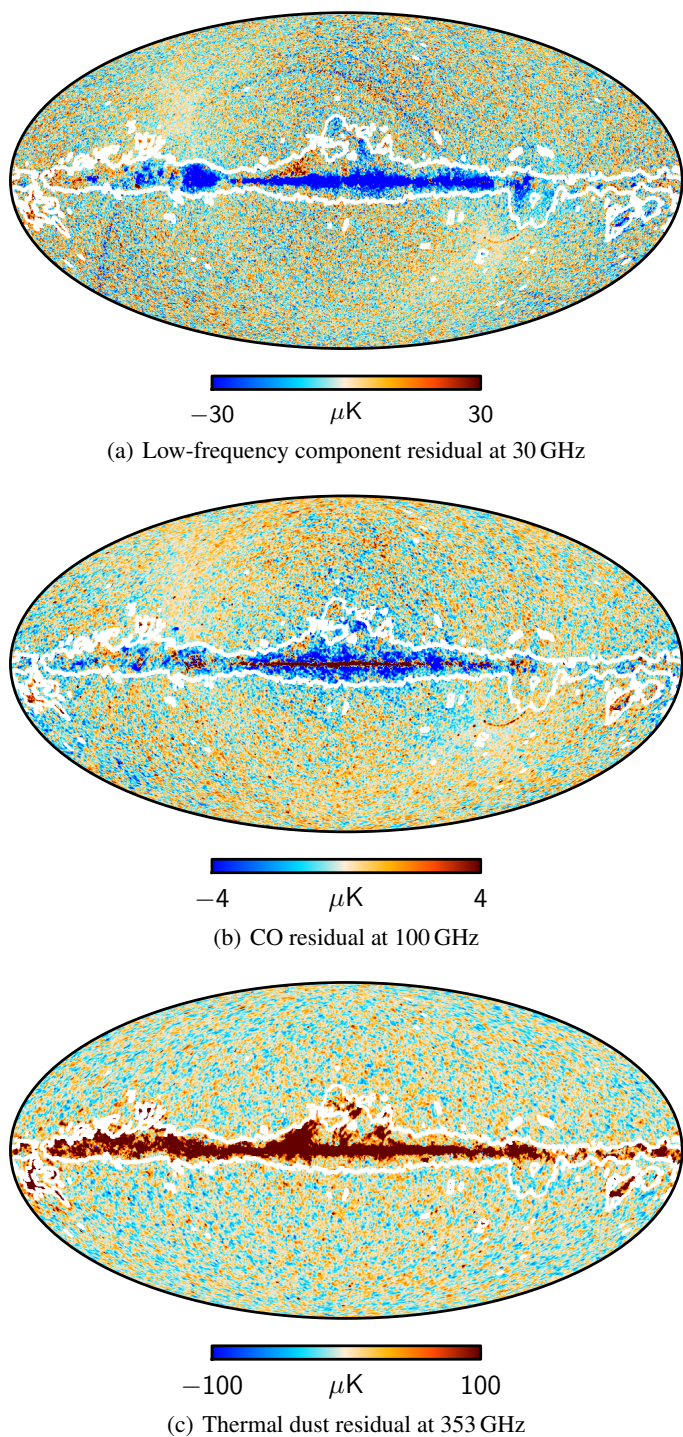 −30 μK 30
(a) Low-frequency component residual at 30 GHz
−4 μK 4
(b) CO residual at 100 GHz
−100 μK 100
(c) Thermal dust residual at 353 GHz